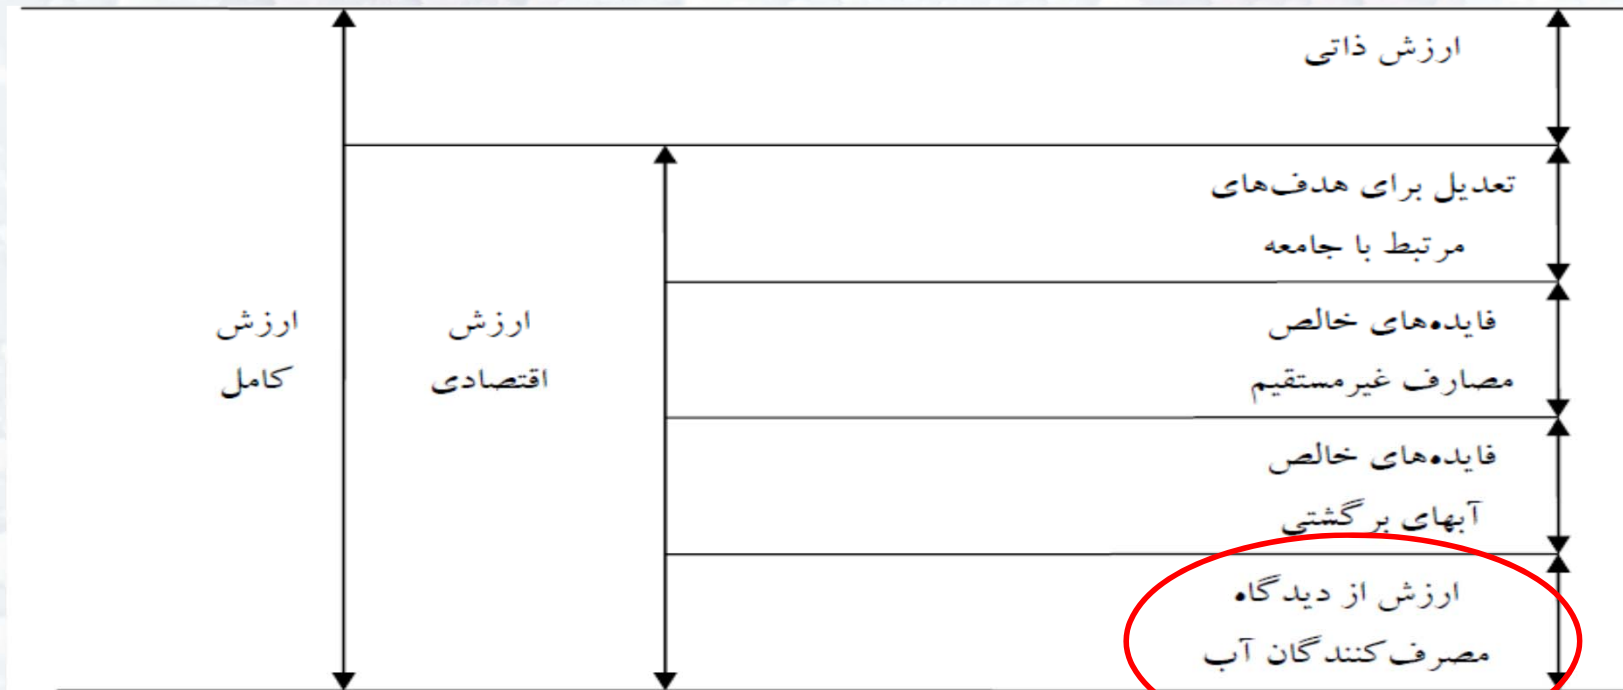 ارزش ذاتی
تعدیل برای هدف‌های
مرتبط با جامعه
فایده‌های خالص
مصارف غیرمستقیم
فایده‌های خالص
آبهای برگشتی
ارزش از دیدگاه
مصرف‌کنندگان آب
ارزش
اقتصادی
ارزش
کامل